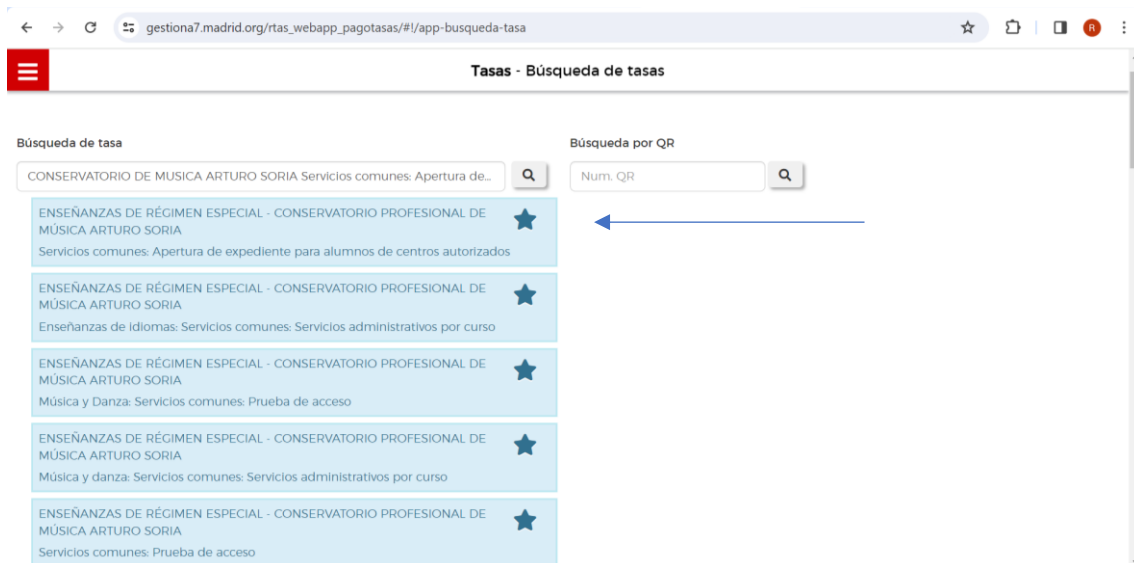 gestiona7.madrid.org/rtas_webapp_pagotasas/#!/app-busqueda-tasa
R
Tasas - Búsqueda de tasas
Búsqueda de tasa
Búsqueda por QR
CONSERVATORIO DE MUSICA ARTURO SORIA Servicios comunes: Apertura de...
Num. QR
ENSEÑANZAS DE RÉGIMEN ESPECIAL - CONSERVATORIO PROFESIONAL DE
MÚSICA ARTURO SORIA
Servicios comunes: Apertura de expediente para alumnos de centros autorizados
ENSEÑANZAS DE RÉGIMEN ESPECIAL - CONSERVATORIO PROFESIONAL DE
MÚSICA ARTURO SORIA
Enseñanzas de idiomas: Servicios comunes: Servicios administrativos por curso
ENSEÑANZAS DE RÉGIMEN ESPECIAL - CONSERVATORIO PROFESIONAL DE
MÚSICA ARTURO SORIA
Música y Danza: Servicios comunes: Prueba de acceso
ENSEÑANZAS DE RÉGIMEN ESPECIAL - CONSERVATORIO PROFESIONAL DE
MÚSICA ARTURO SORIA
Música y danza: Servicios comunes: Servicios administrativos por curso
ENSEÑANZAS DE RÉGIMEN ESPECIAL - CONSERVATORIO PROFESIONAL DE
MÚSICA ARTURO SORIA
Servicios comunes: Prueba de acceso